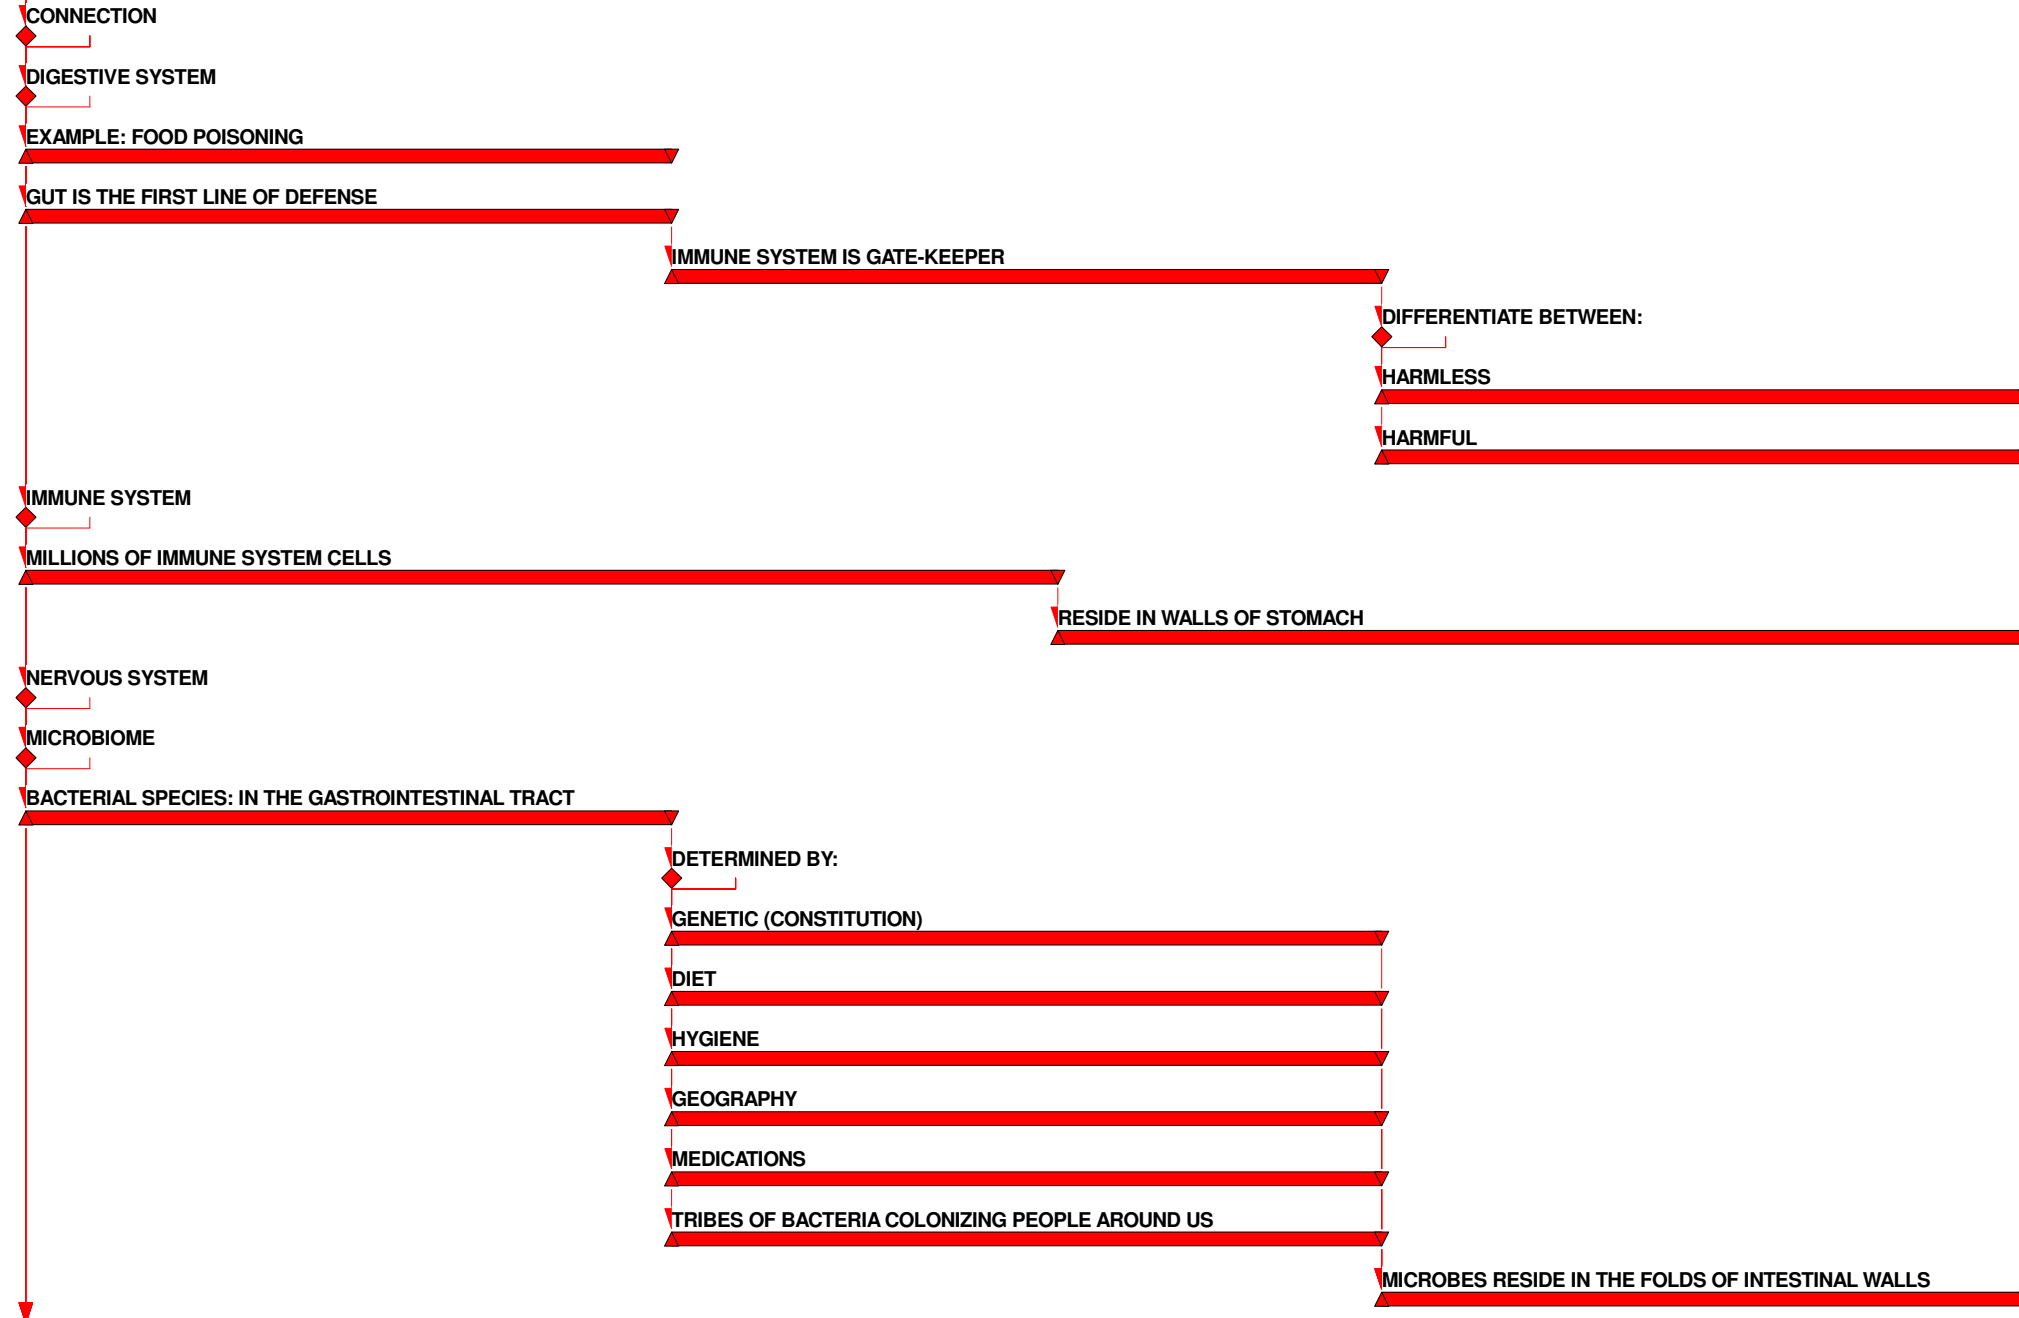 CONNECTION
DIGESTIVE SYSTEM
EXAMPLE: FOOD POISONING
GUT IS THE FIRST LINE OF DEFENSE
IMMUNE SYSTEM IS GATE-KEEPER
DIFFERENTIATE BETWEEN:
HARMLESS
HARMFUL
IMMUNE SYSTEM
MILLIONS OF IMMUNE SYSTEM CELLS
RESIDE IN WALLS OF STOMACH
NERVOUS SYSTEM
MICROBIOME
BACTERIAL SPECIES: IN THE GASTROINTESTINAL TRACT
DETERMINED BY:
GENETIC (CONSTITUTION)
DIET
HYGIENE
GEOGRAPHY
MEDICATIONS
TRIBES OF BACTERIA COLONIZING PEOPLE AROUND US
MICROBES RESIDE IN THE FOLDS OF INTESTINAL WALLS